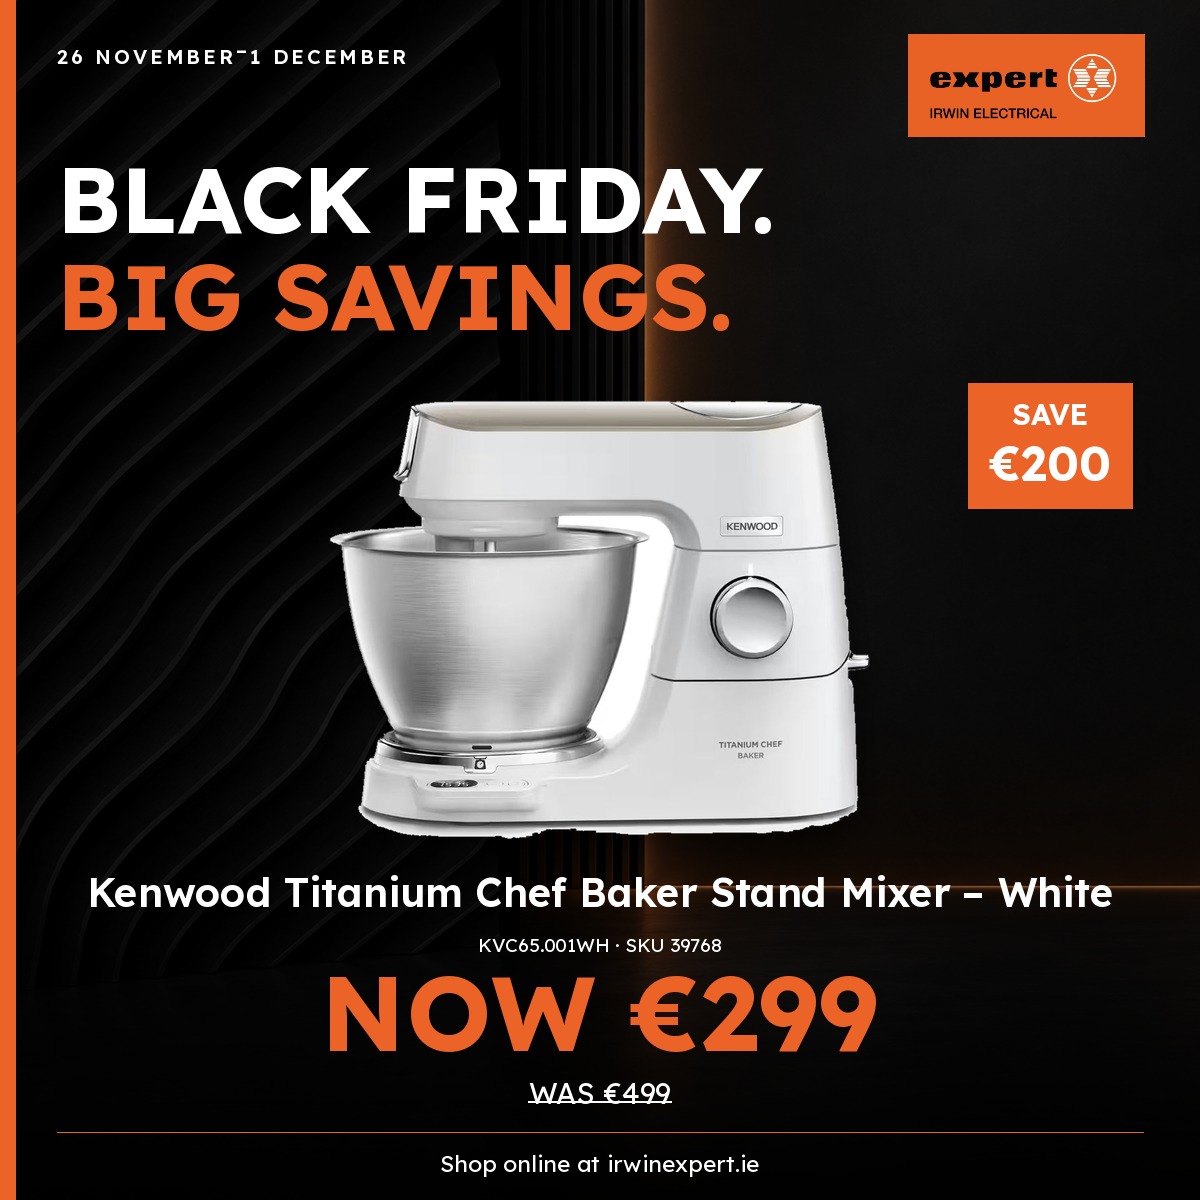 26 NOVEMBER–1 DECEMBER
expert
IRWIN ELECTRICAL
BLACK FRIDAY.
BIG SAVINGS.
SAVE
€200
KENWOOD
TITANIUM CHEF
BAKER
Kenwood Titanium Chef Baker Stand Mixer – White
KVC65.001WH · SKU 39768
NOW €299
WAS €499
Shop online at irwinexpert.ie